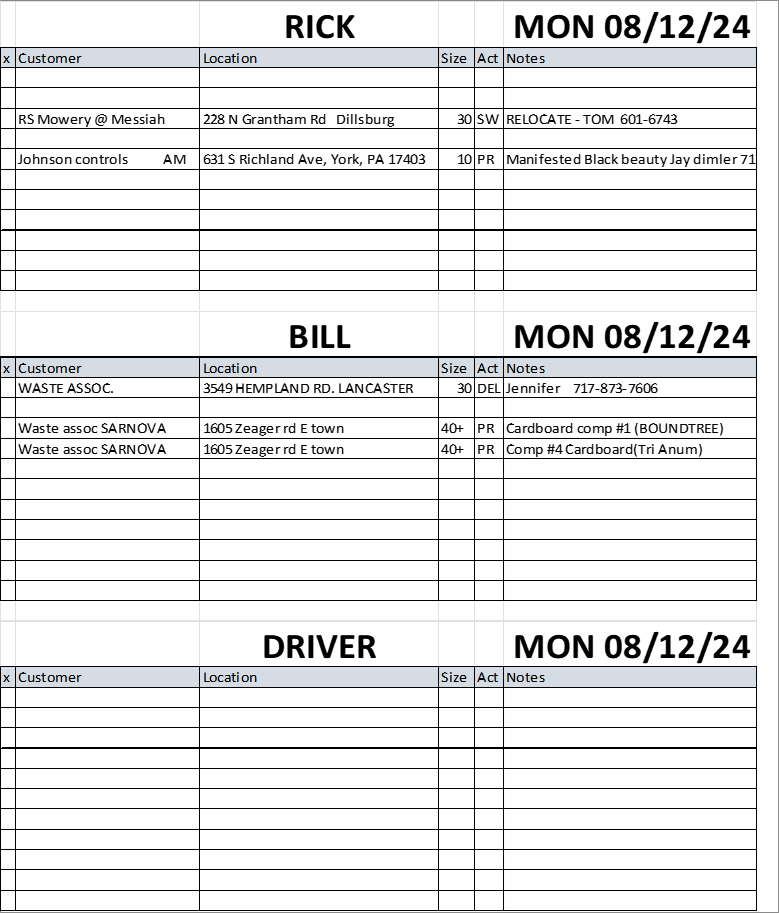 RICK MON 08/12/24
x Customer Location Size Act Notes
RS Mowery @ Messiah 228 N Grantham Rd Dillsburg 30 SW RELOCATE - TOM 601-6743
Johnson controls AM 631 S Richland Ave, York, PA 17403 10 PR Manifested Black beauty Jay dimler 71
BILL MON 08/12/24
x Customer Location Size Act Notes
WASTE ASSOC. 3549 HEMPLAND RD. LANCASTER 30 DEL Jennifer 717-873-7606
Waste assoc SARNOVA 1605 Zeager rd E town 40+ PR Cardboard comp #1 (BOUNDTREE)
Waste assoc SARNOVA 1605 Zeager rd E town 40+ PR Comp #4 Cardboard(Tri Anum)
DRIVER MON 08/12/24
x Customer Location Size Act Notes